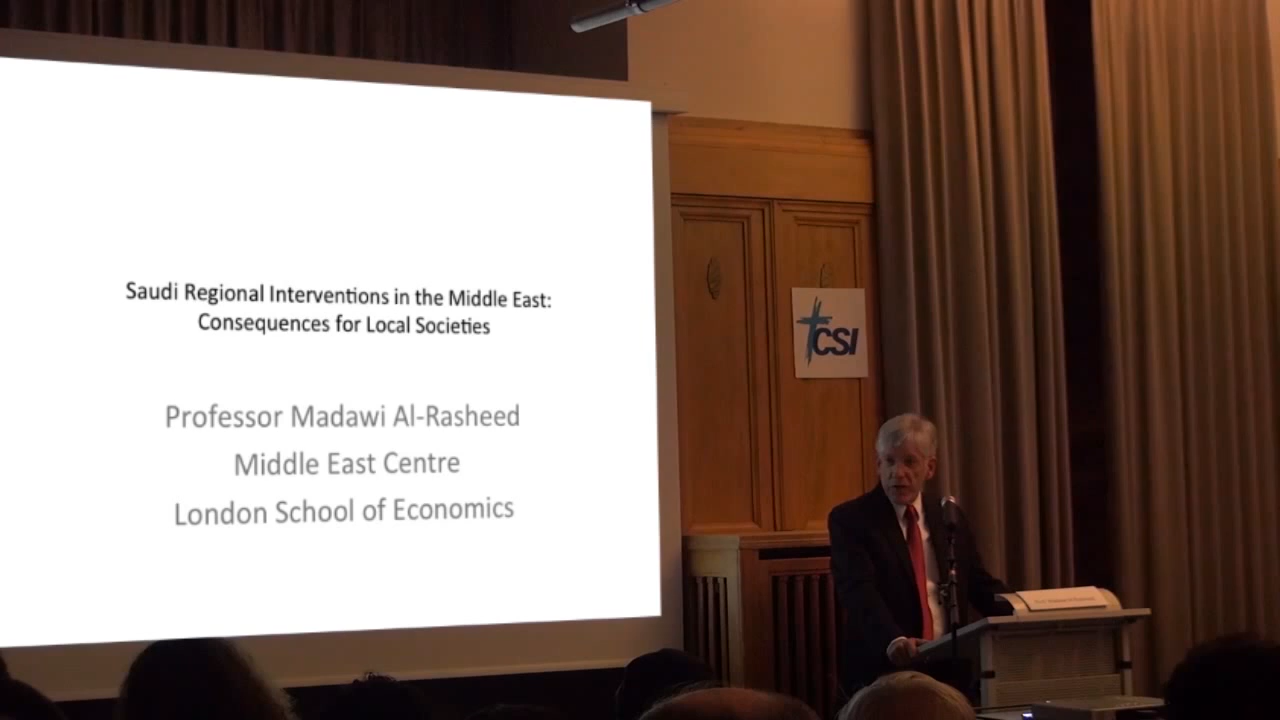 Saudi Regional Interventions in the Middle East:
Consequences for Local Societies
Professor Madawi Al-Rasheed
Middle East Centre
London School of Economics
CSI